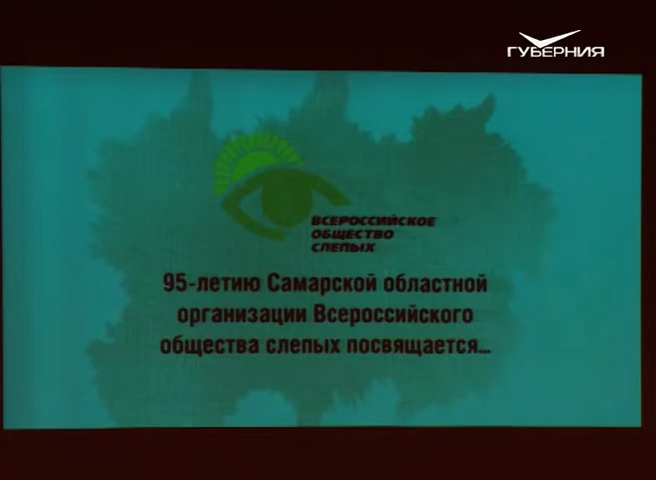 ГУБЕРНИЯ
ВСЕРОССИЙСКОЕ
ОБЩЕСТВО
СЛЕПЫХ
95-летию Самарской областной
организации Всероссийского
общества слепых посвящается...